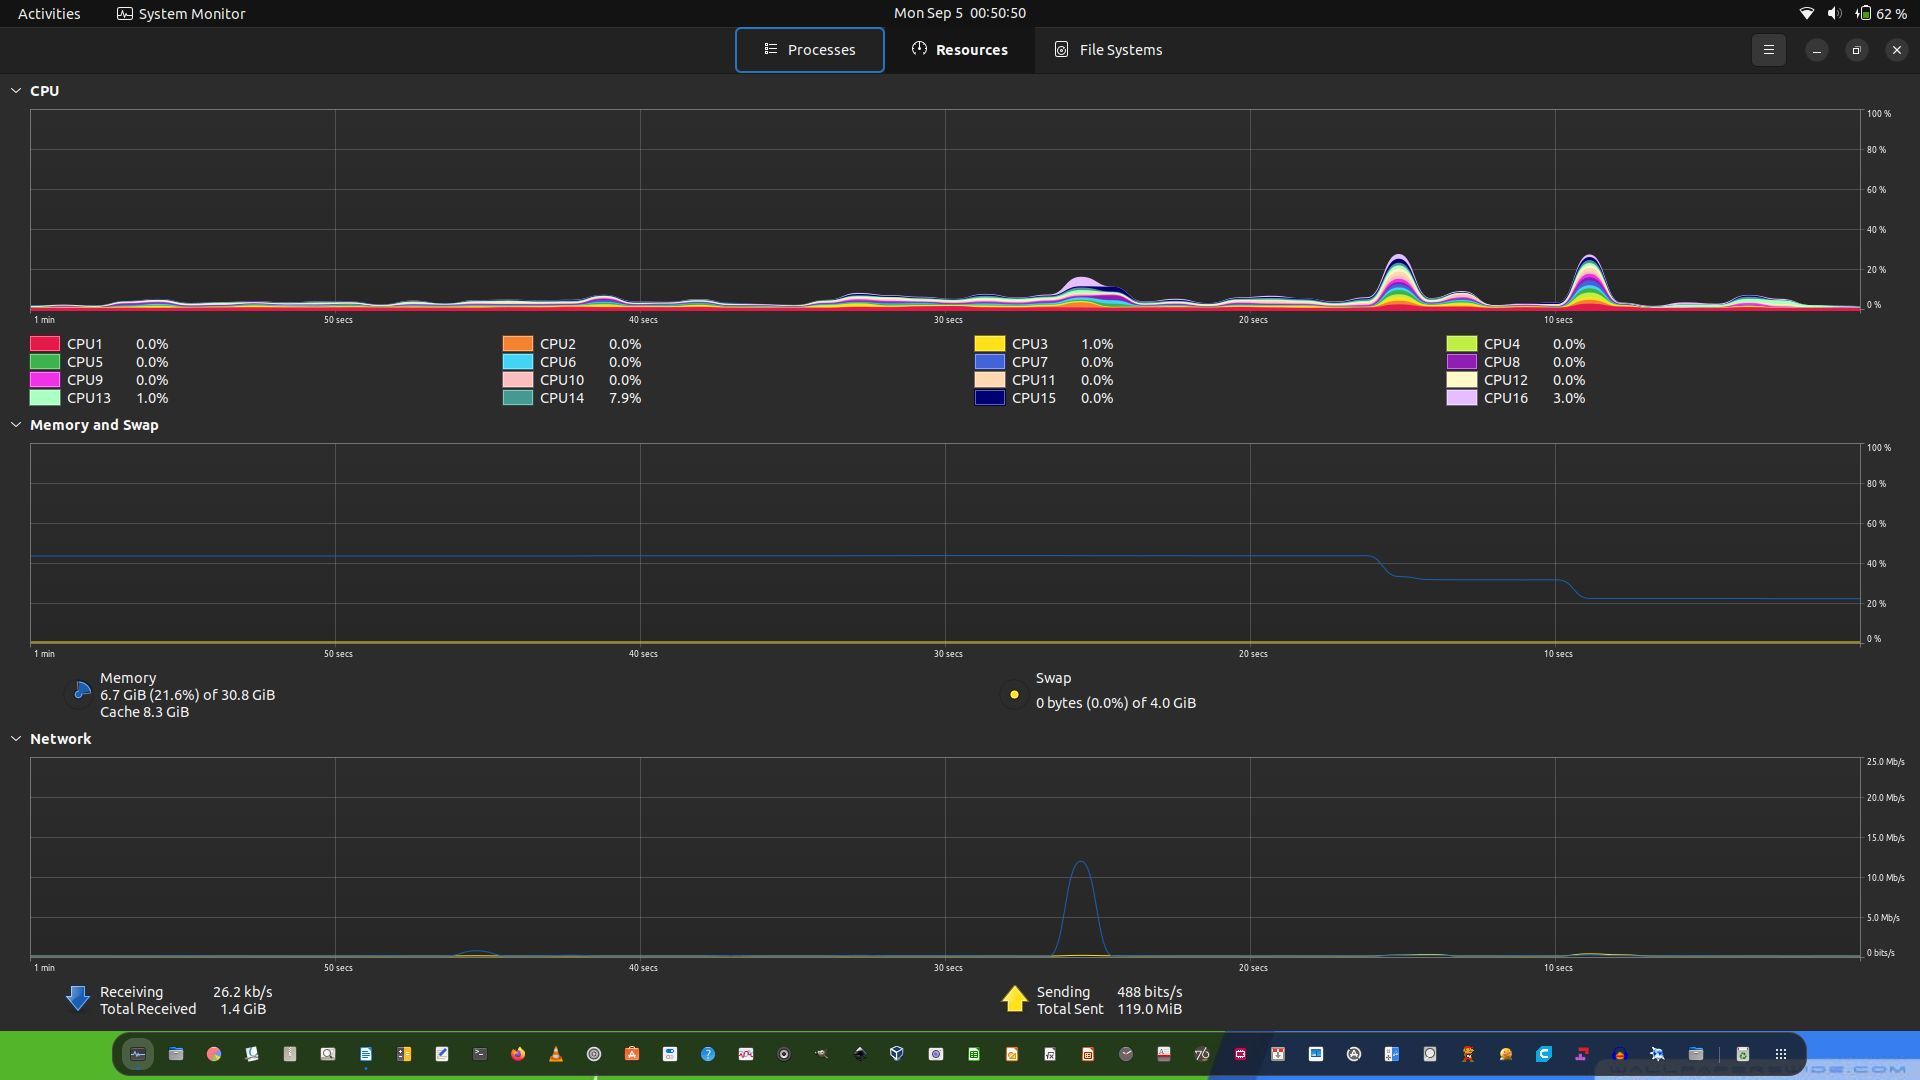 Activities System Monitor Mon Sep 5 00:50:50 62 %
Processes Resources File Systems
CPU
100 %
80 %
60 %
40 %
20 %
0 %
1 min 50 secs 40 secs 30 secs 20 secs 10 secs
CPU1 0.0% CPU2 0.0% CPU3 1.0% CPU4 0.0%
CPU5 0.0% CPU6 0.0% CPU7 0.0% CPU8 0.0%
CPU9 0.0% CPU10 0.0% CPU11 0.0% CPU12 0.0%
CPU13 1.0% CPU14 7.9% CPU15 0.0% CPU16 3.0%
Memory and Swap
100 %
80 %
60 %
40 %
20 %
0 %
1 min 50 secs 40 secs 30 secs 20 secs 10 secs
Memory
6.7 GiB (21.6%) of 30.8 GiB
Cache 8.3 GiB
Swap
0 bytes (0.0%) of 4.0 GiB
Network
25.0 Mb/s
20.0 Mb/s
15.0 Mb/s
10.0 Mb/s
5.0 Mb/s
0 bits/s
1 min 50 secs 40 secs 30 secs 20 secs 10 secs
Receiving 26.2 kb/s
Total Received 1.4 GiB
Sending 488 bits/s
Total Sent 119.0 MiB
76
WALLPAPERSWIDE.COM